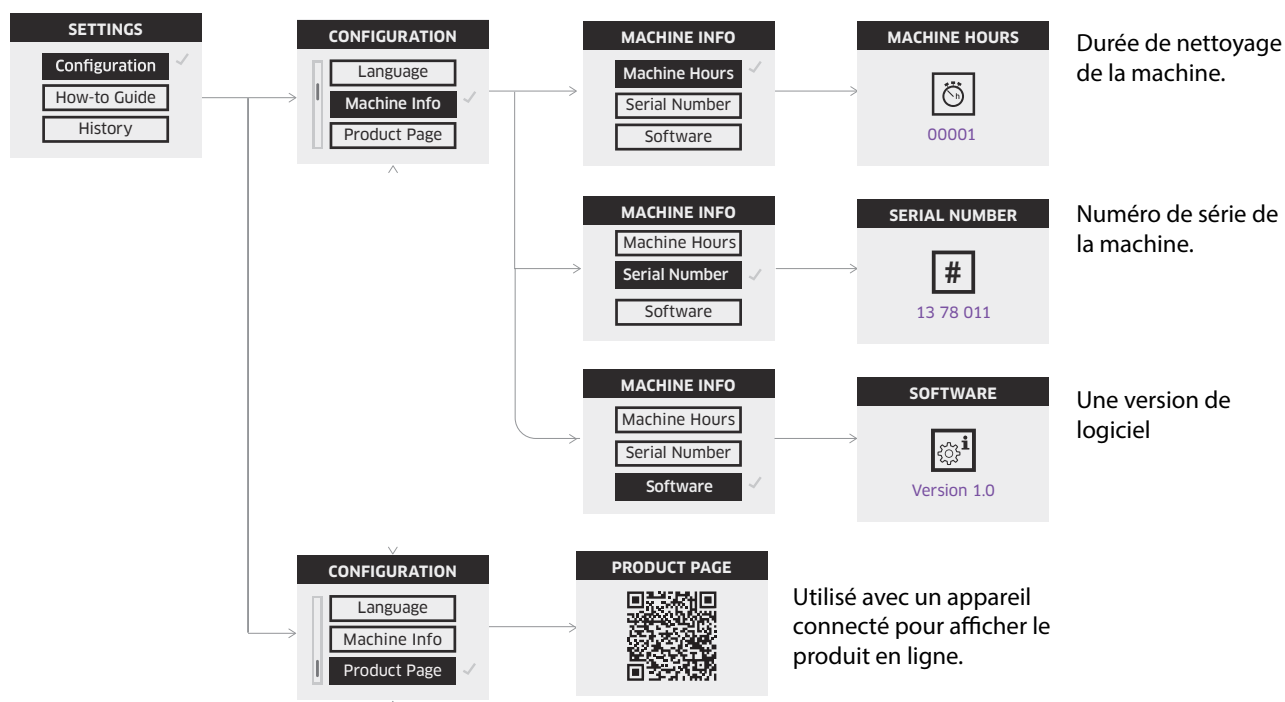 SETTINGS
Configuration
How-to Guide
History
CONFIGURATION
Language
Machine Info
Product Page
MACHINE INFO
Machine Hours
Serial Number
Software
MACHINE HOURS
h
00001
Durée de nettoyage
de la machine.
MACHINE INFO
Machine Hours
Serial Number
Software
SERIAL NUMBER
#
13 78 011
Numéro de série de
la machine.
MACHINE INFO
Machine Hours
Serial Number
Software
SOFTWARE
i
Version 1.0
Une version de
logiciel
CONFIGURATION
Language
Machine Info
Product Page
PRODUCT PAGE
Utilisé avec un appareil
connecté pour afficher le
produit en ligne.